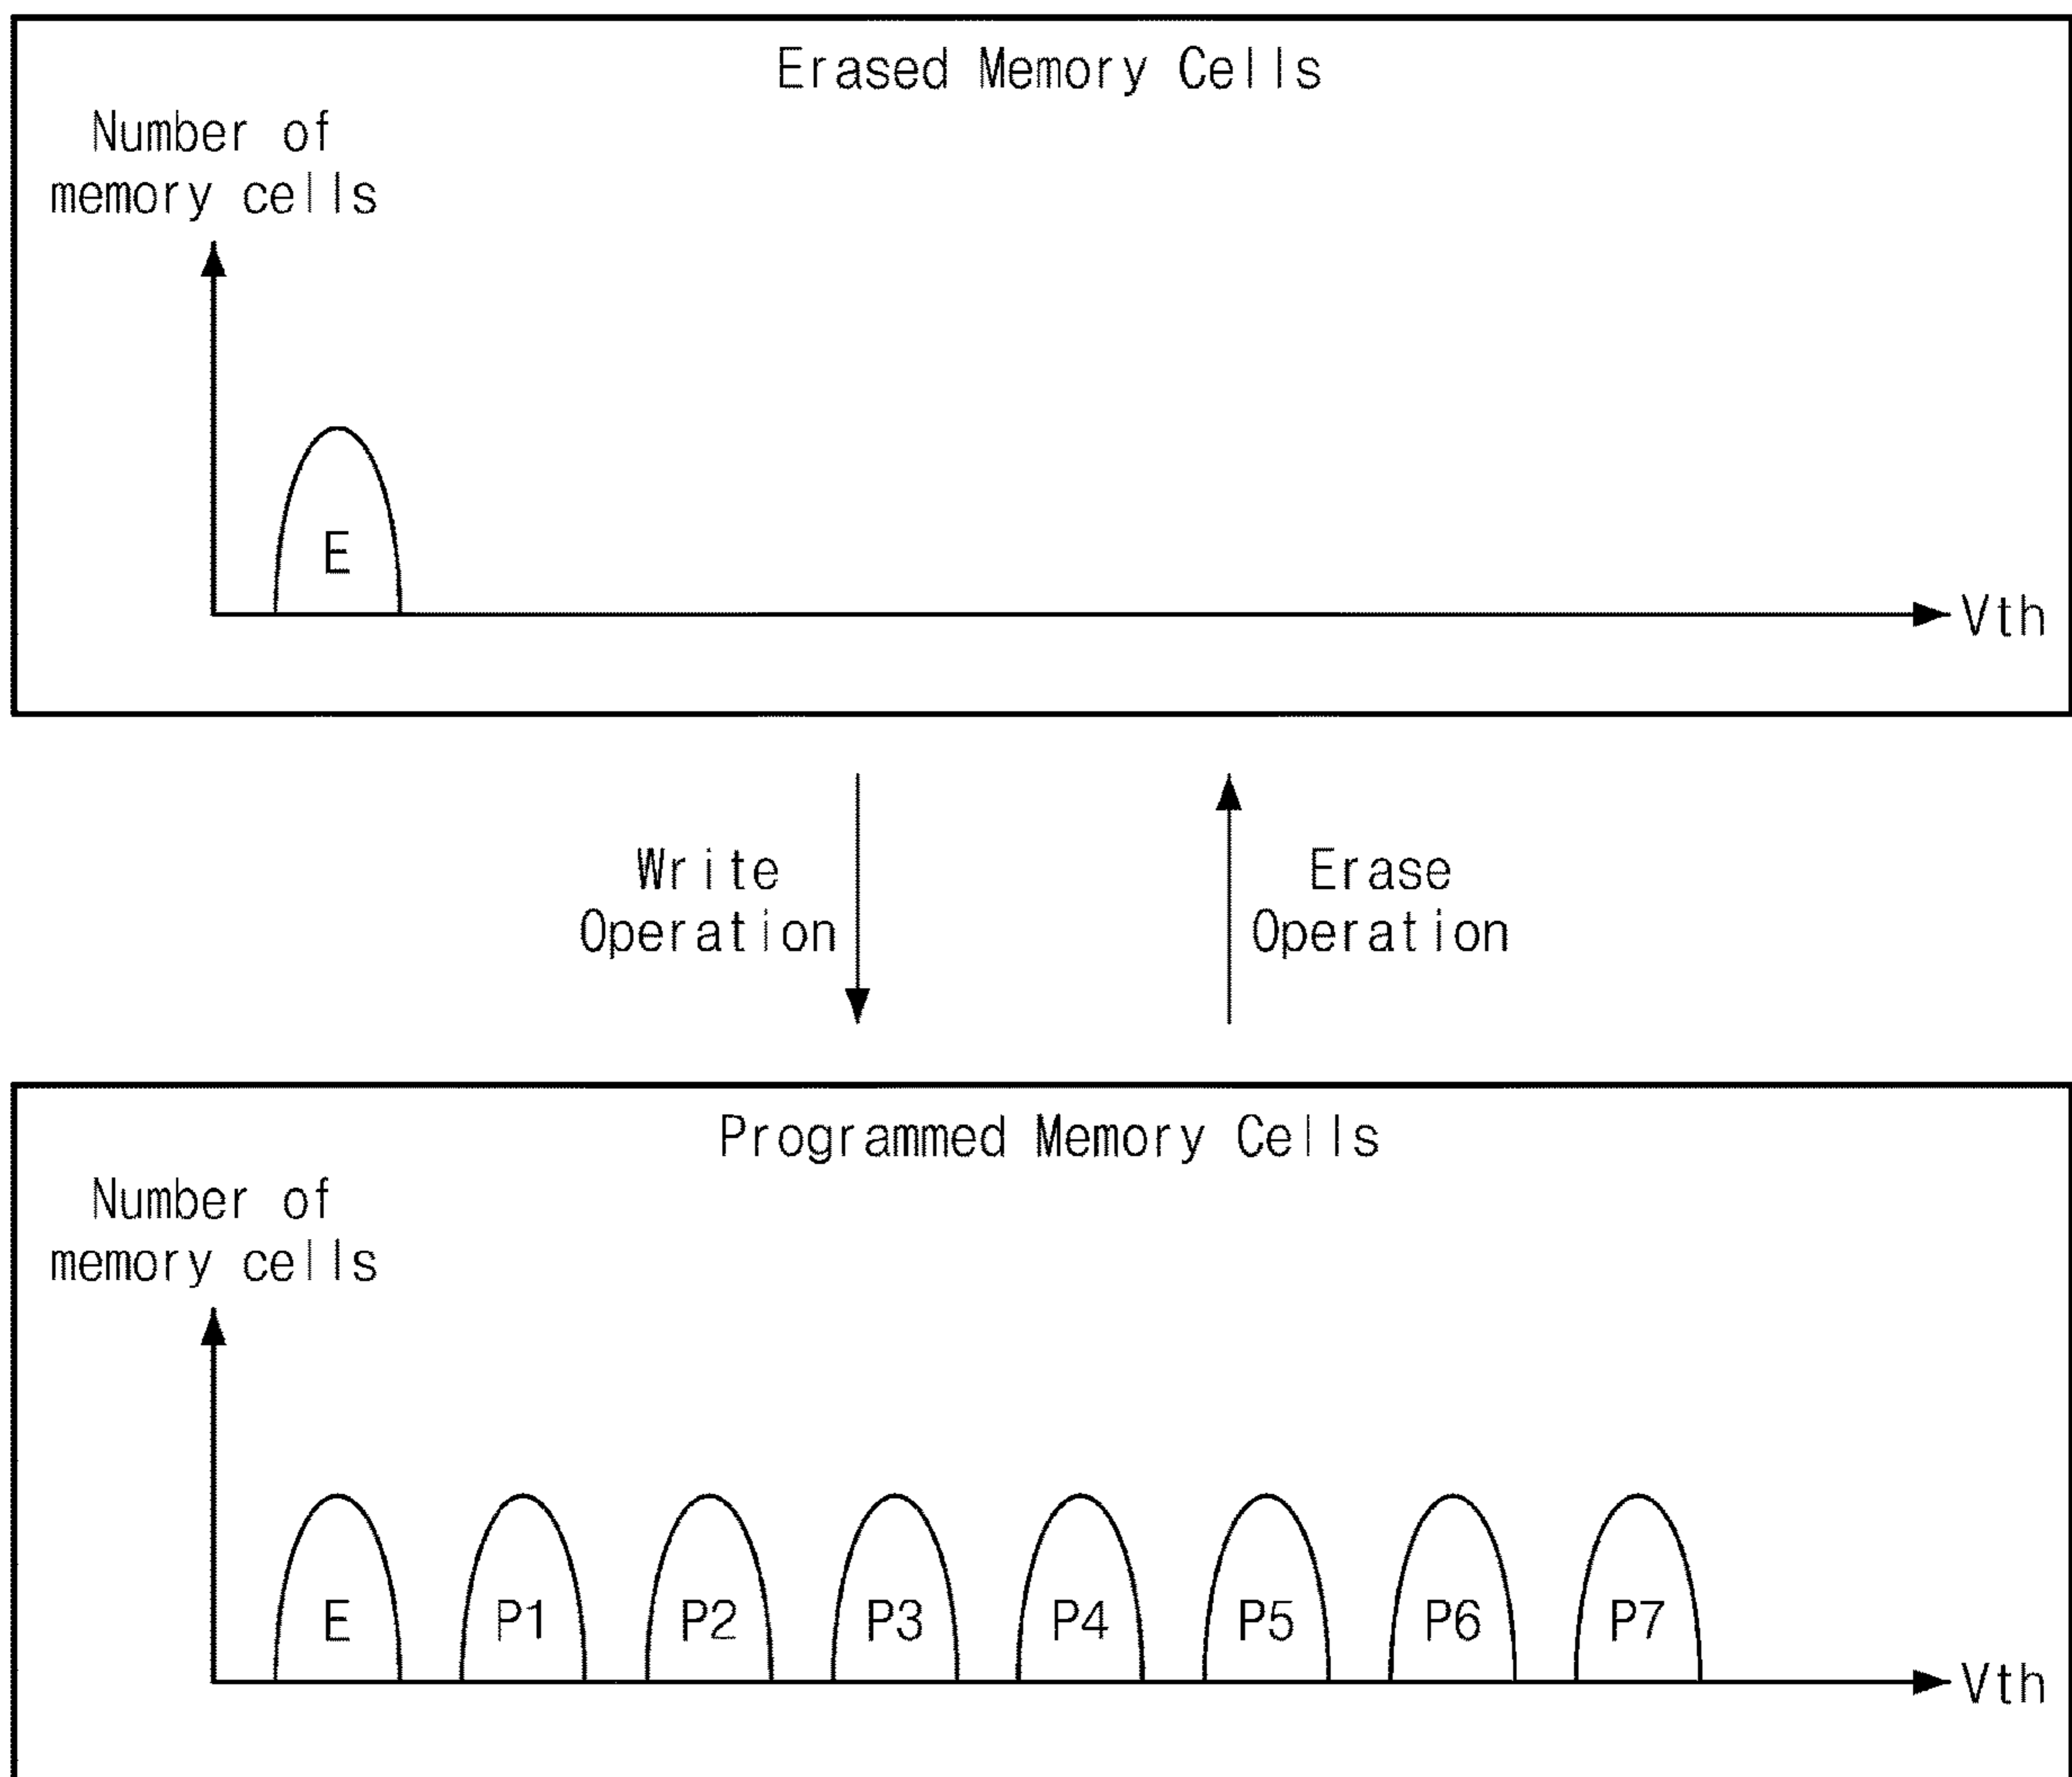 Erased Memory Cells
Number of
memory cells
E
Vth
Write
Operation
Erase
Operation
Programmed Memory Cells
Number of
memory cells
E P1 P2 P3 P4 P5 P6 P7
Vth